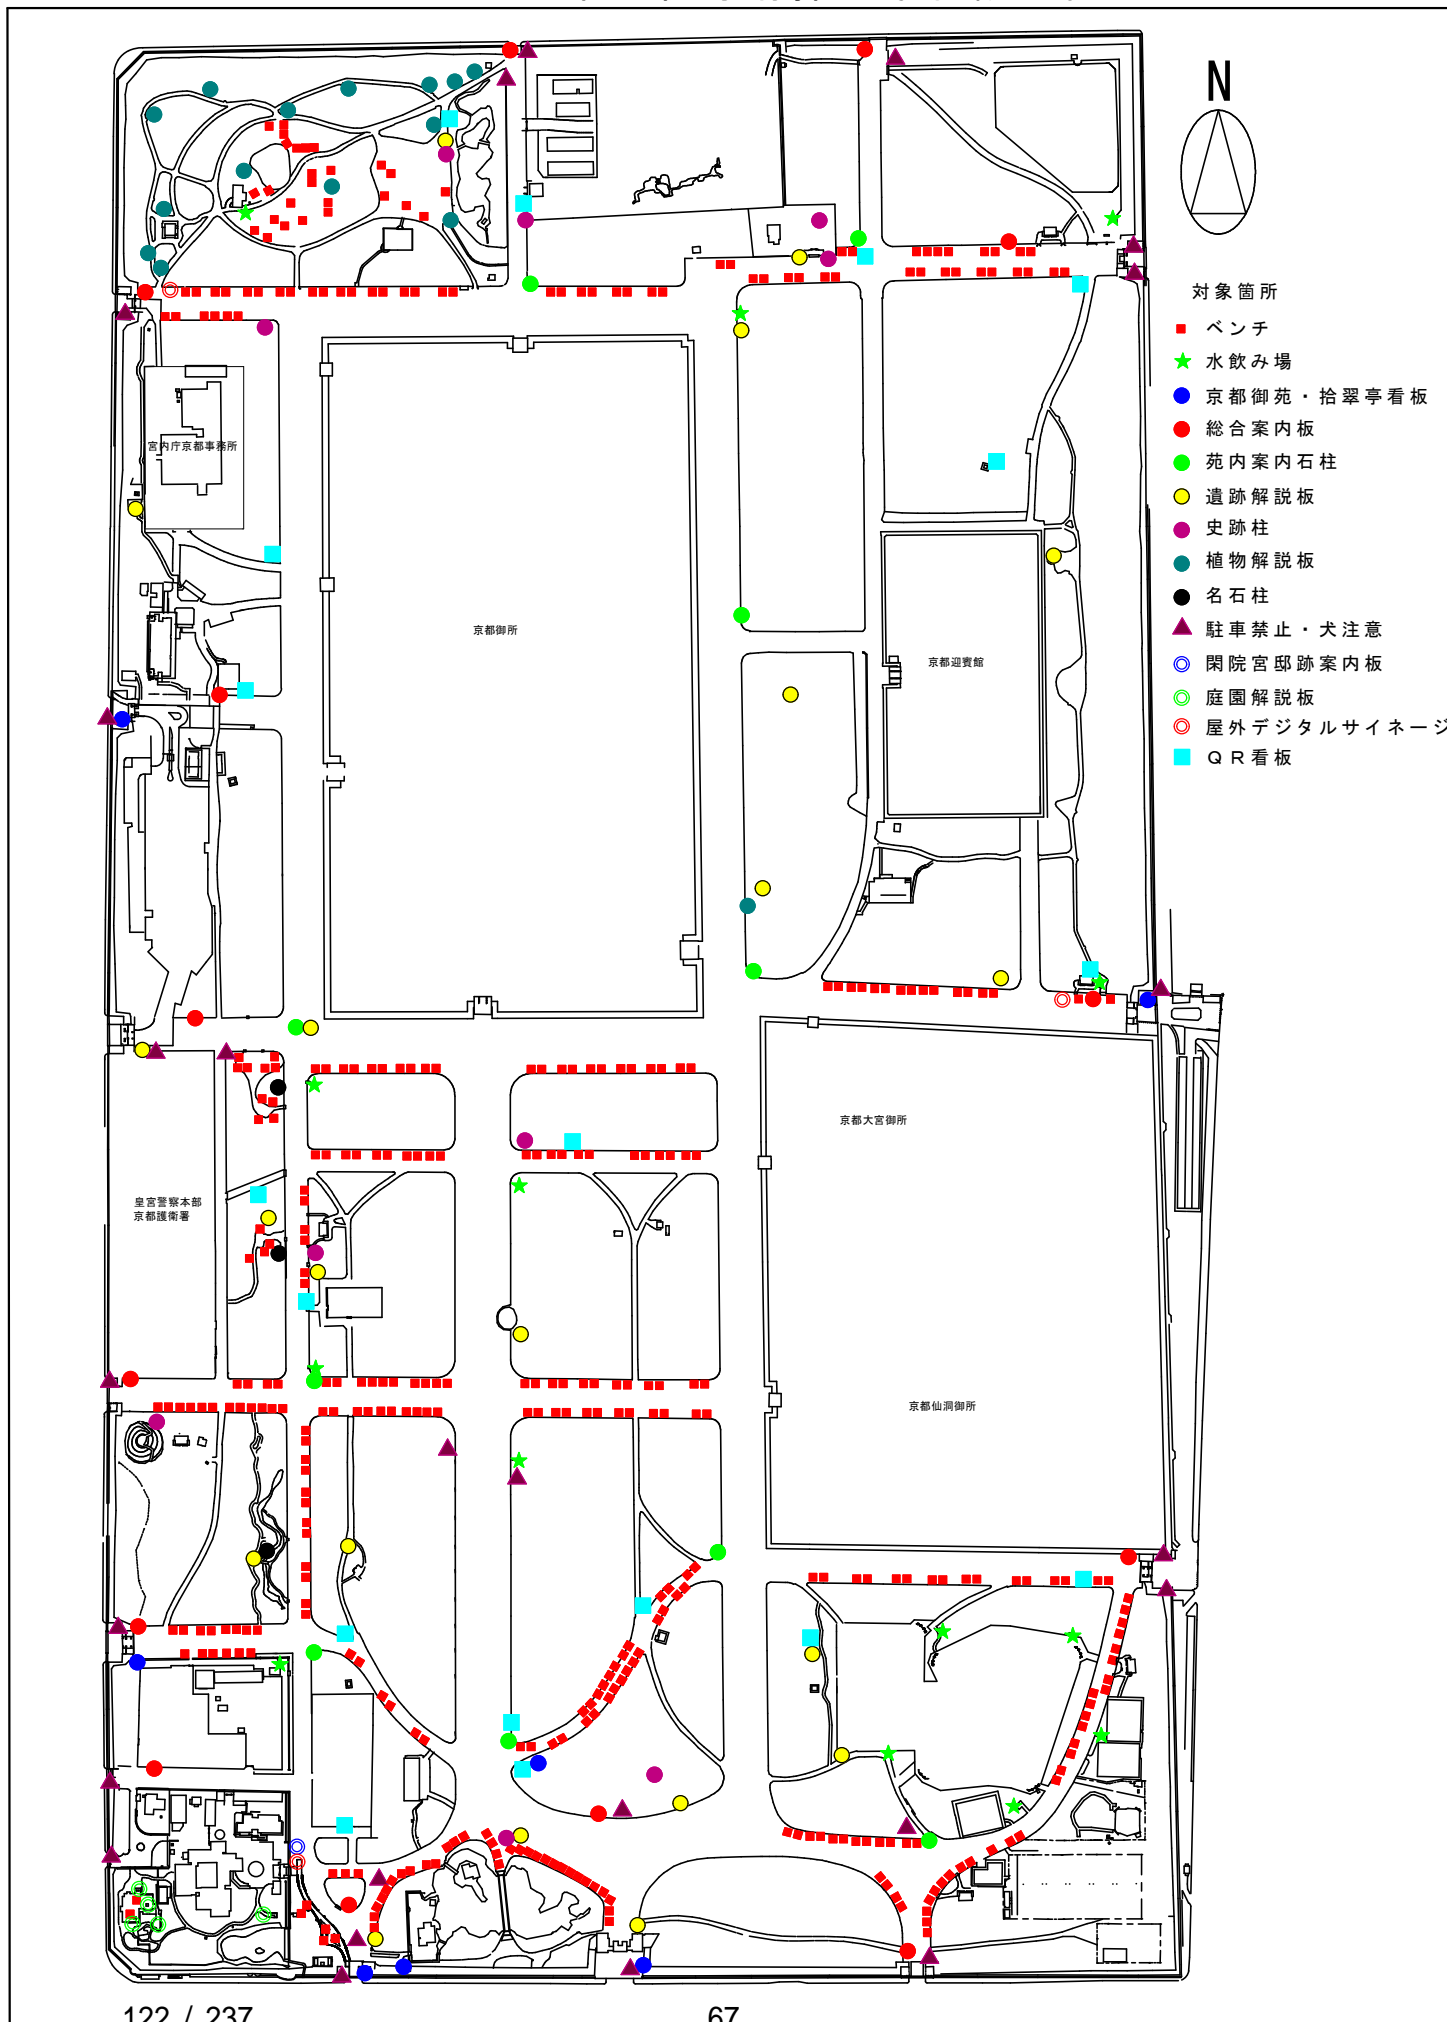 N
対象箇所
ベンチ
水飲み場
京都御苑・拾翠亭看板
総合案内板
苑内案内石柱
遺跡解説板
史跡柱
植物解説板
名石柱
駐車禁止・犬注意
閑院宮邸跡案内板
庭園解説板
屋外デジタルサイネージ
QR看板
宮内庁京都事務所
京都御所
京都迎賓館
京都大宮御所
皇宮警察本部
京都護衛署
京都仙洞御所
122 / 237
67